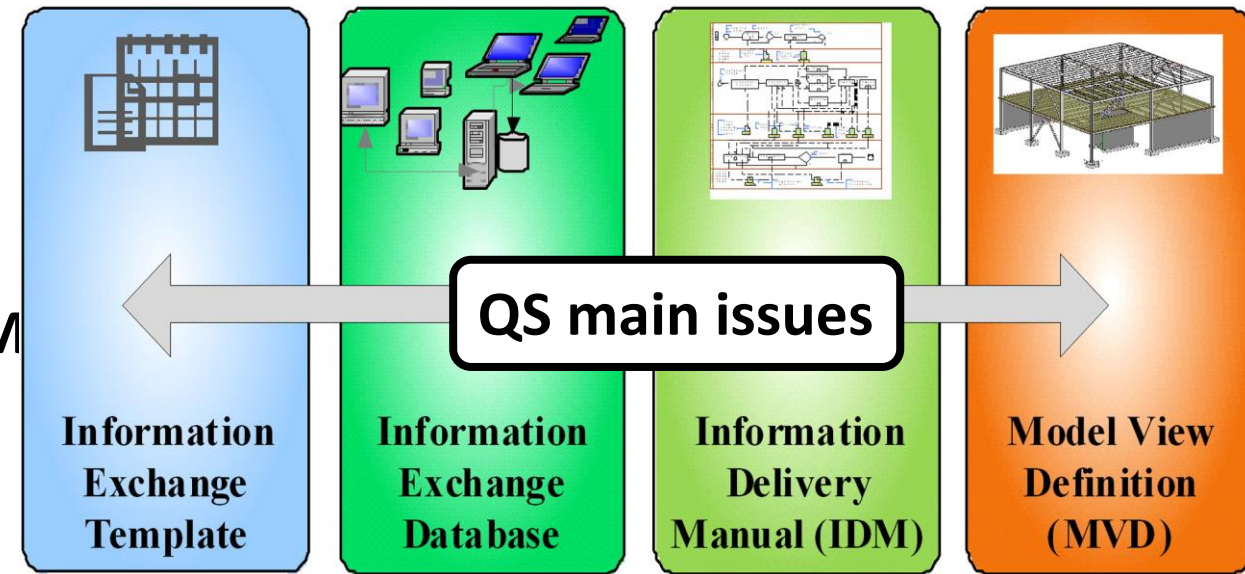 QS main issues
M
Information
Exchange
Template
Information
Exchange
Database
Information
Delivery
Manual (IDM)
Model View
Definition
(MVD)